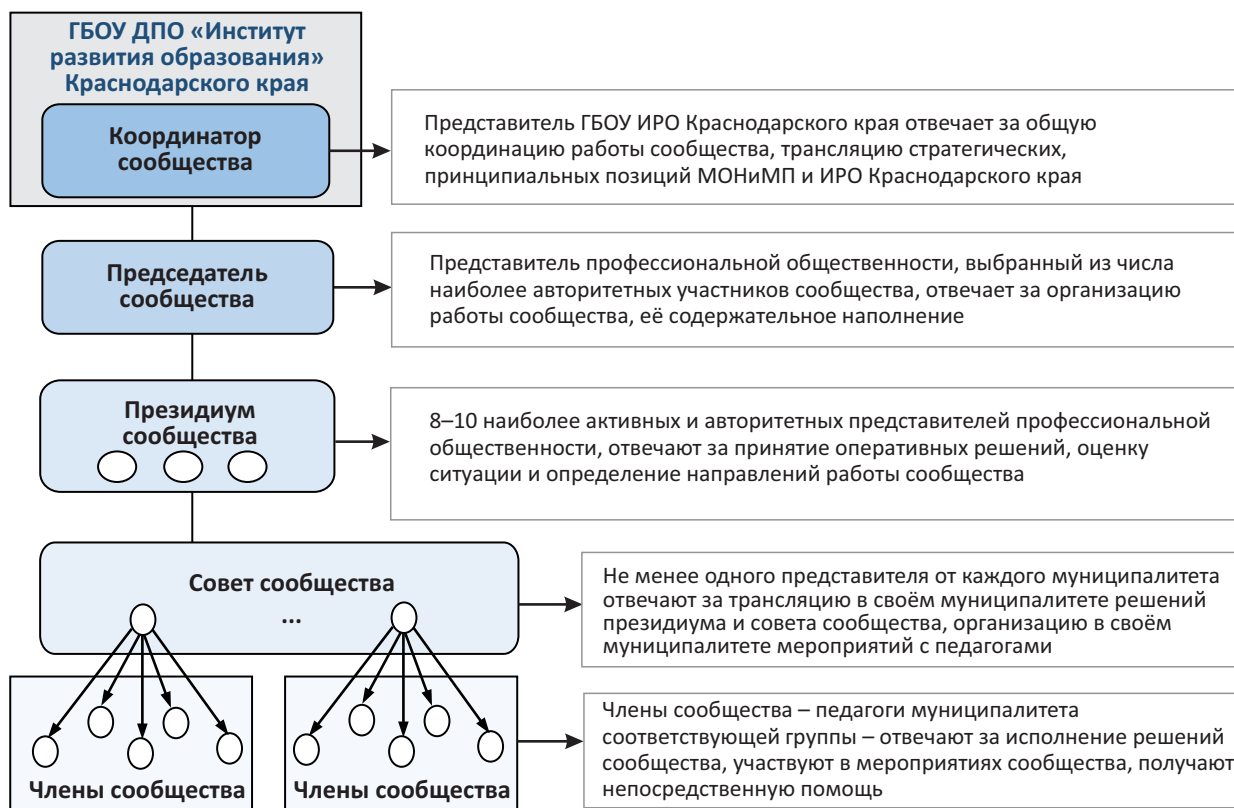 ГБОУ ДПО «Институт
развития образования»
Краснодарского края
Координатор
сообщества
Представитель ГБОУ ИРО Краснодарского края отвечает за общую
координацию работы сообщества, трансляцию стратегических,
принципиальных позиций МОНиМП и ИРО Краснодарского края
Председатель
сообщества
Представитель профессиональной общественности, выбранный из числа
наиболее авторитетных участников сообщества, отвечает за организацию
работы сообщества, её содержательное наполнение
Президиум
сообщества
8–10 наиболее активных и авторитетных представителей профессиональной
общественности, отвечают за принятие оперативных решений, оценку
ситуации и определение направлений работы сообщества
Совет сообщества
...
Не менее одного представителя от каждого муниципалитета
отвечают за трансляцию в своём муниципалитете решений
президиума и совета сообщества, организацию в своём
муниципалитете мероприятий с педагогами
Члены сообщества
Члены сообщества
Члены сообщества – педагоги муниципалитета
соответствующей группы – отвечают за исполнение решений
сообщества, участвуют в мероприятиях сообщества, получают
непосредственную помощь